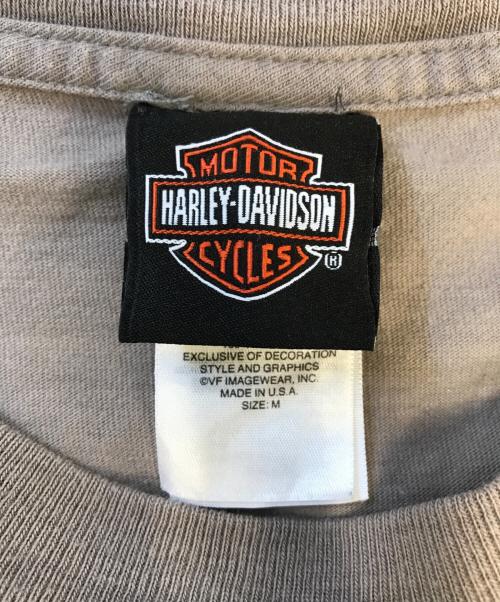 MOTOR
HARLEY-DAVIDSON
CYCLES
®
EXCLUSIVE OF DECORATION
STYLE AND GRAPHICS
©VF IMAGEWEAR, INC.
MADE IN U.S.A.
SIZE: M